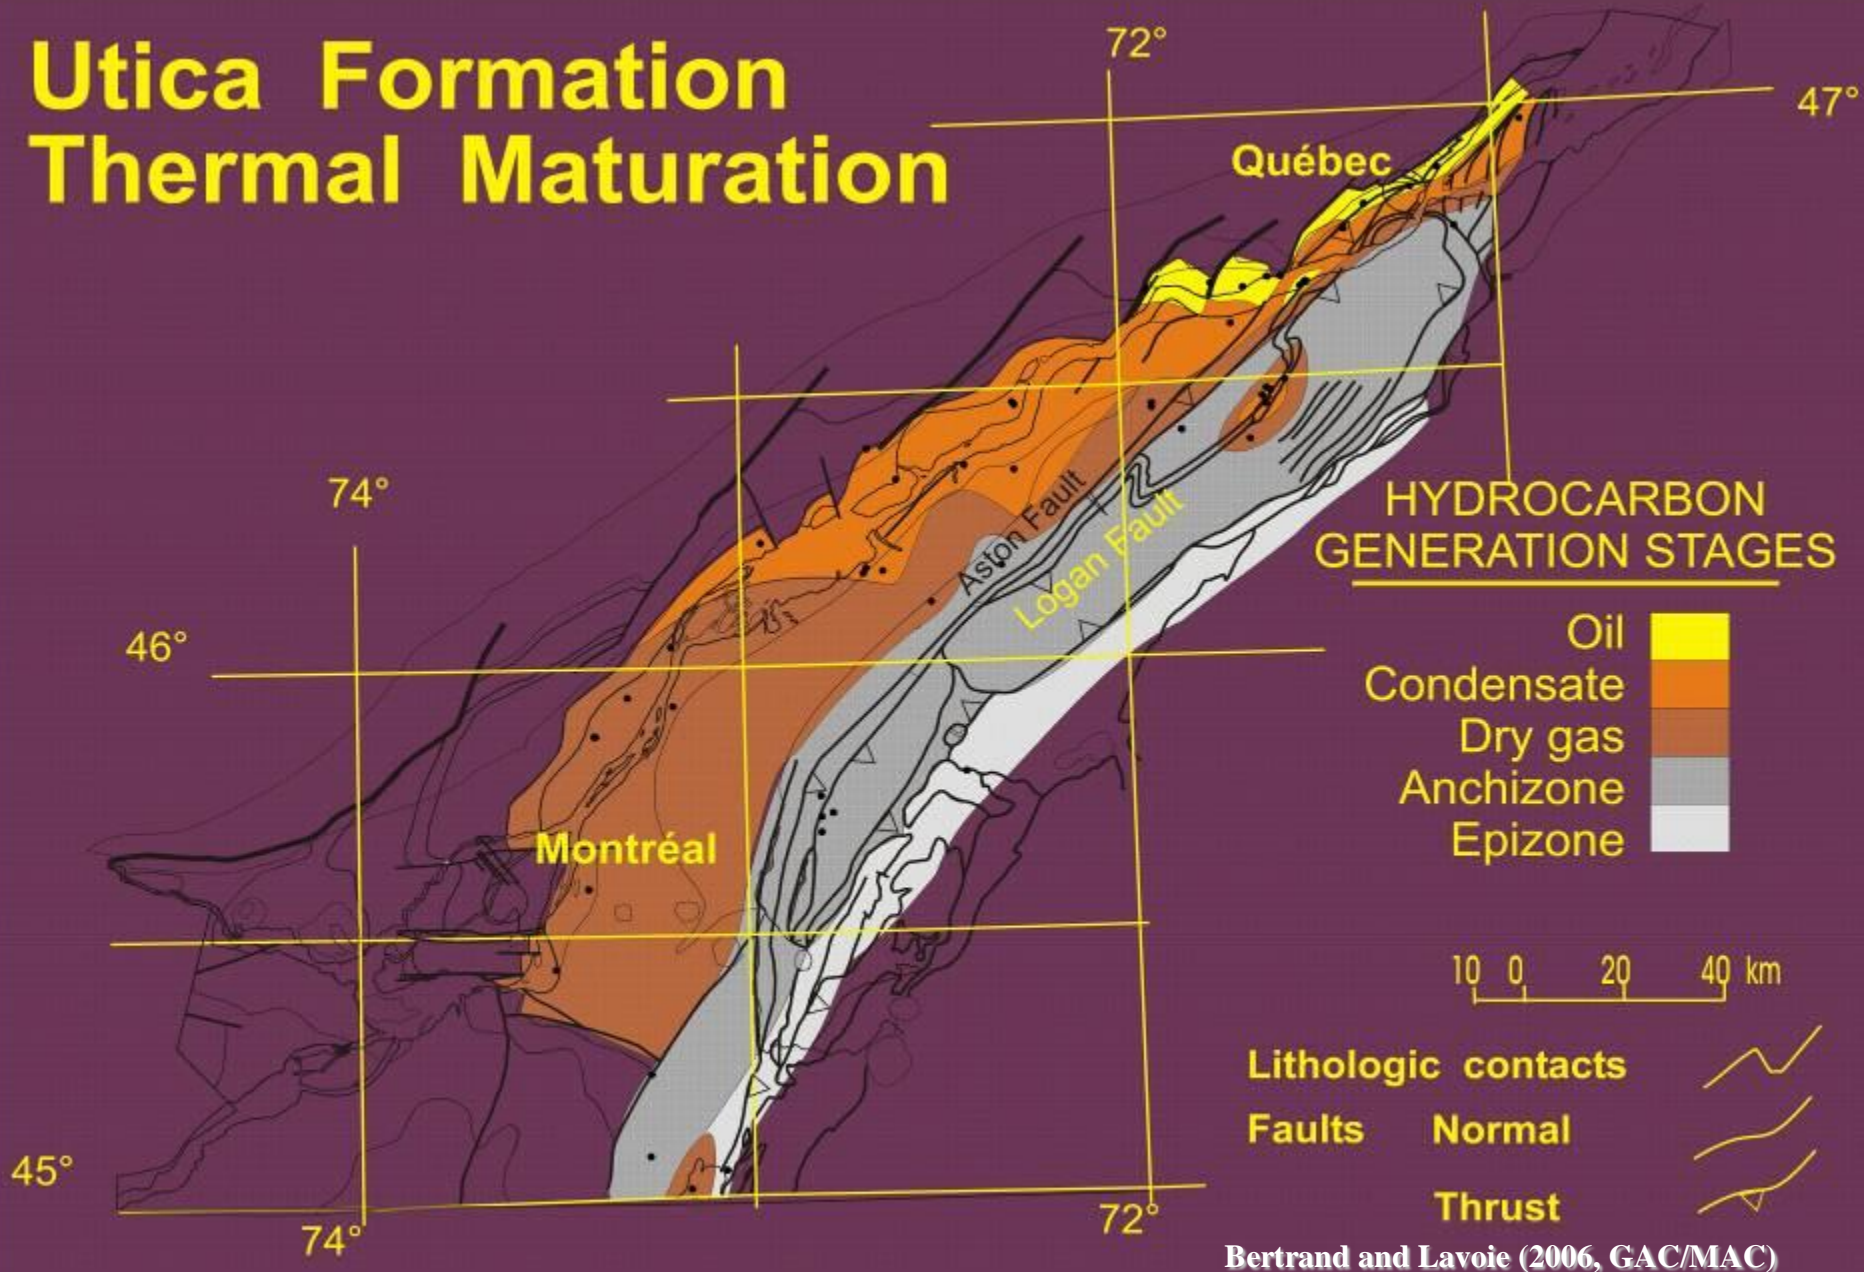 Utica Formation
Thermal Maturation
72°
47°
Québec
74°
46°
Aston Fault
Logan Fault
HYDROCARBON
GENERATION STAGES
Oil
Condensate
Dry gas
Anchizone
Epizone
Montréal
10 0 20 40 km
Lithologic contacts
Faults Normal
Thrust
45°
74°
72°
Bertrand and Lavoie (2006, GAC/MAC)